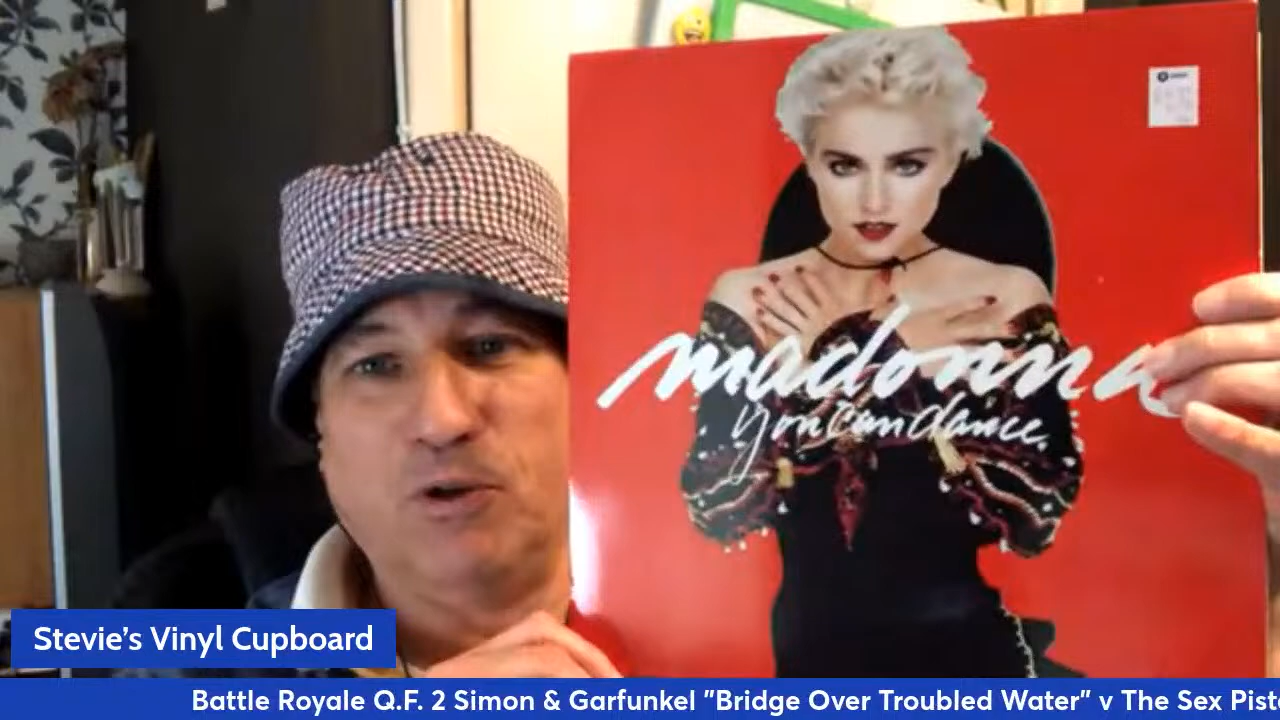 madonna
you can dance
Stevie's Vinyl Cupboard
Battle Royale Q.F. 2 Simon & Garfunkel "Bridge Over Troubled Water" v The Sex Pist